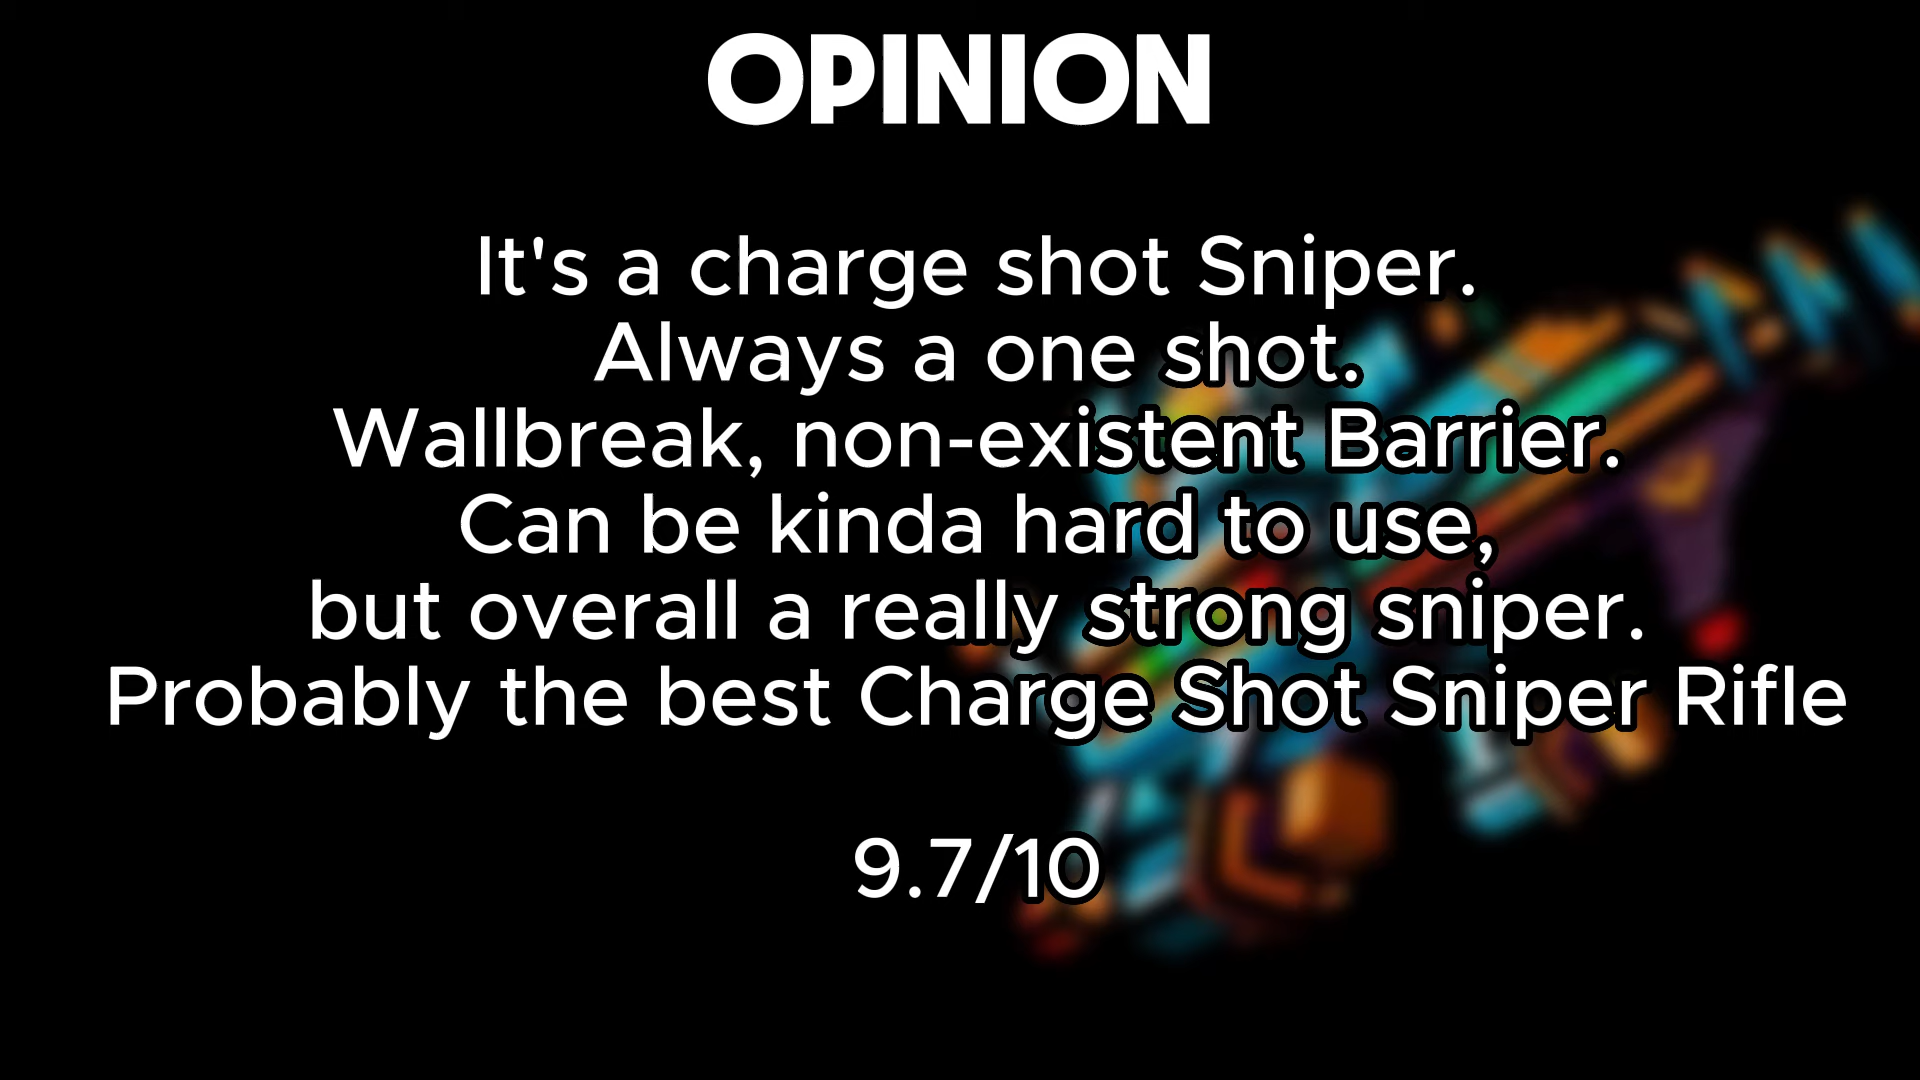 OPINION
It's a charge shot Sniper.
Always a one shot.
Wallbreak, non-existent Barrier.
Can be kinda hard to use,
but overall a really strong sniper.
Probably the best Charge Shot Sniper Rifle
9.7/10